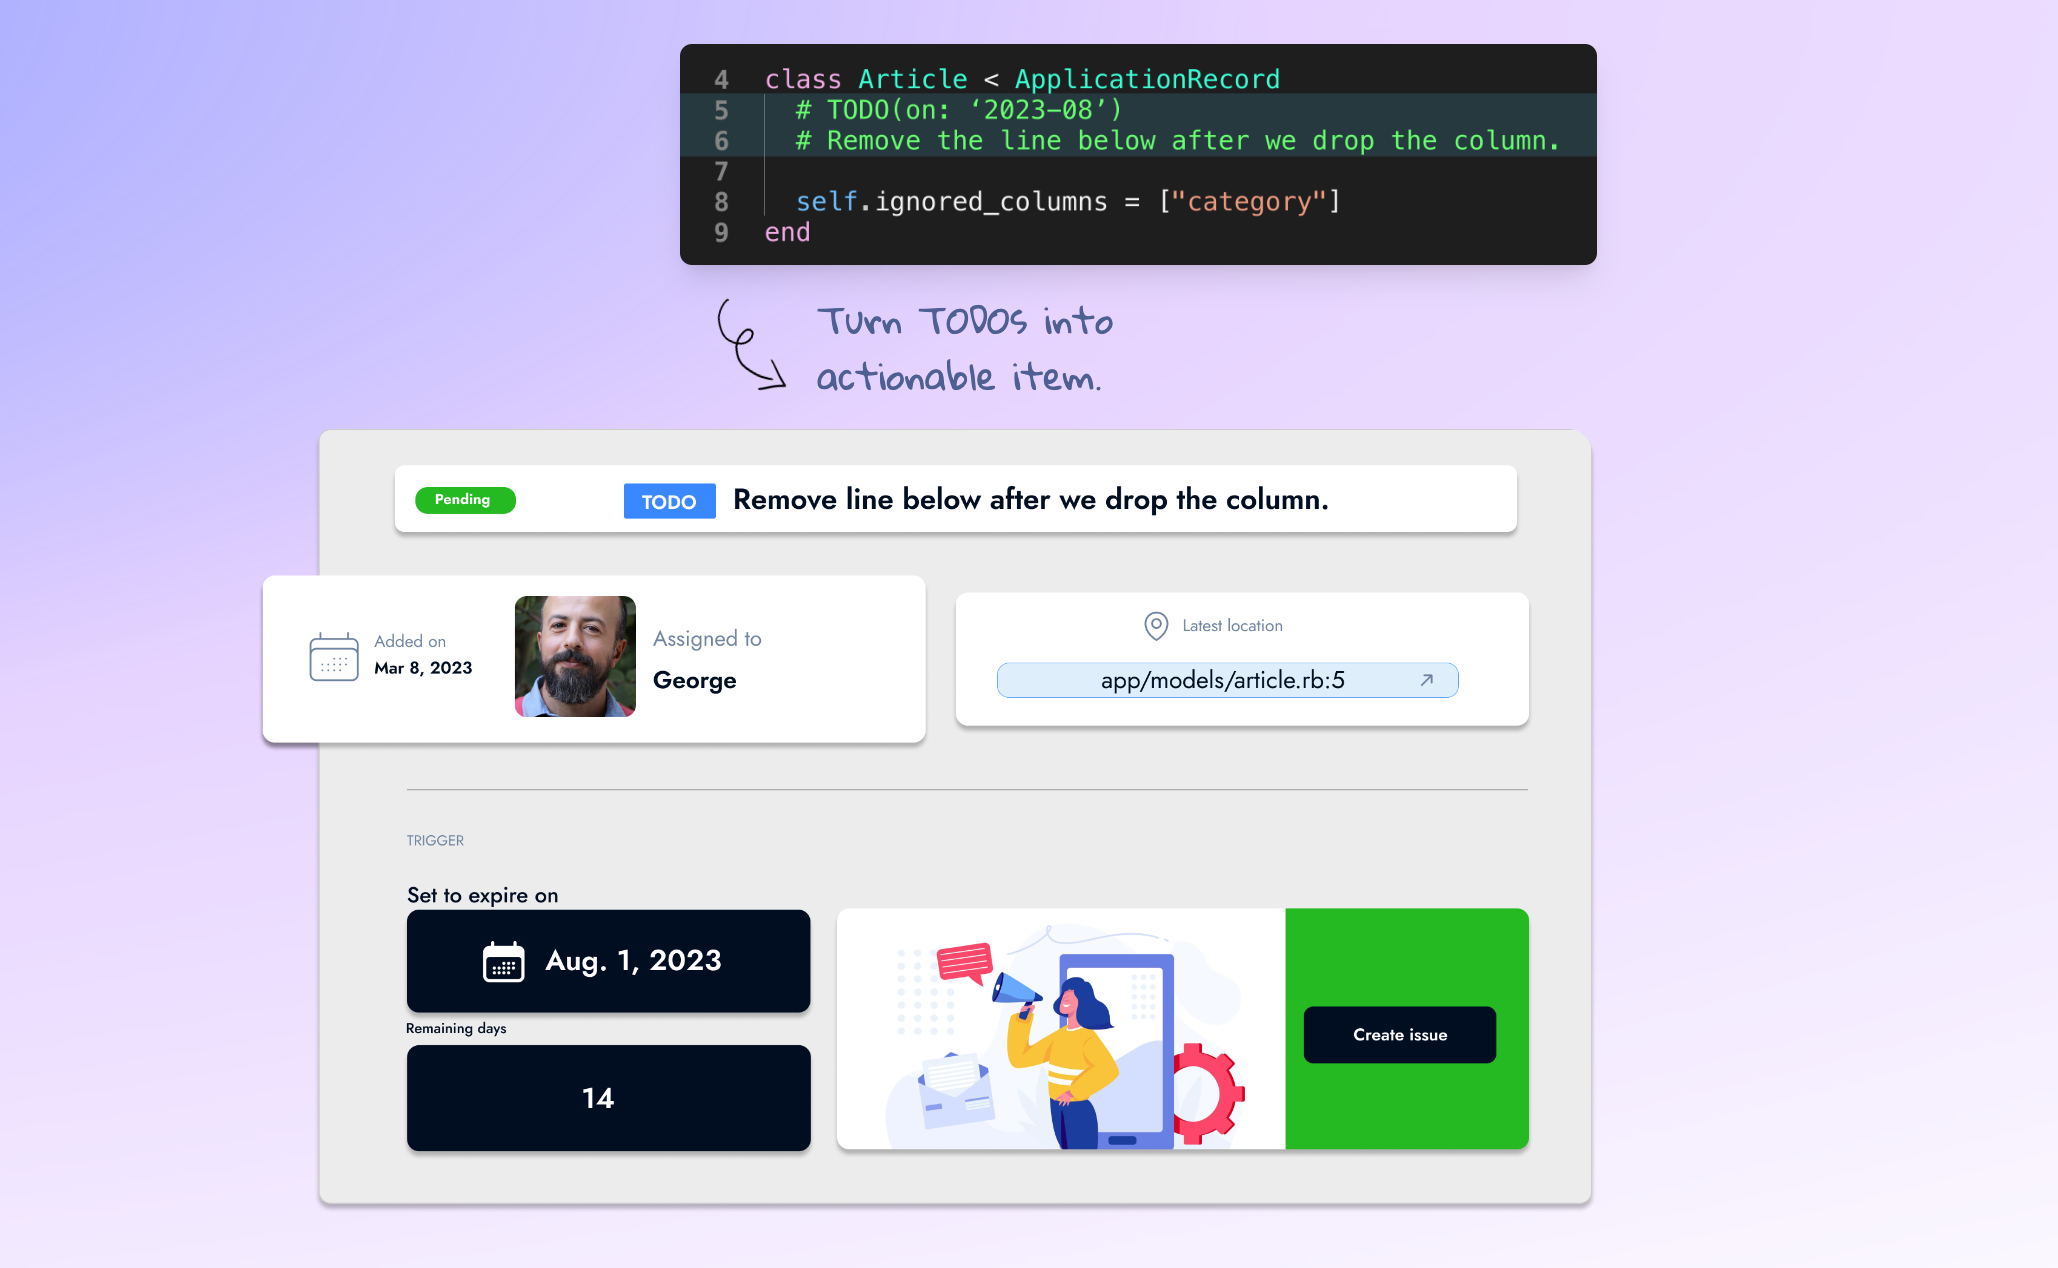 4 class Article < ApplicationRecord
5 # TODO(on: ‘2023-08’)
6 # Remove the line below after we drop the column.
7
8 self.ignored_columns = ["category"]
9 end
Turn TODOs into
actionable item.
Pending TODO Remove line below after we drop the column.
Added on
Mar 8, 2023
Assigned to
George
Latest location
app/models/article.rb:5
TRIGGER
Set to expire on
Aug. 1, 2023
Remaining days
14
Create issue